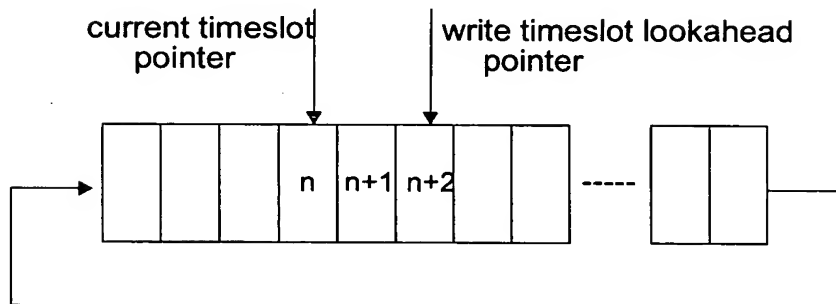 current timeslot
pointer
write timeslot lookahead
pointer
n n+1 n+2